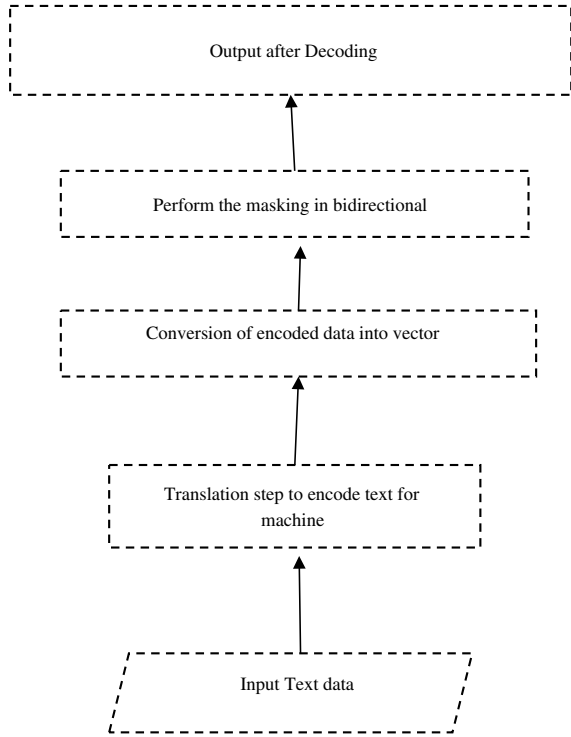 Output after Decoding
Perform the masking in bidirectional
Conversion of encoded data into vector
Translation step to encode text for
machine
Input Text data